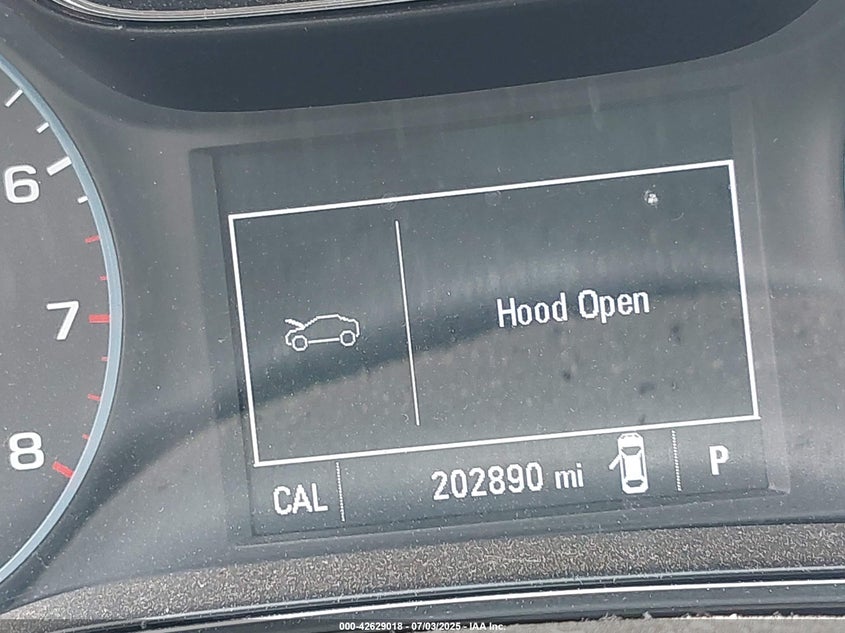 6
7
8
Hood Open
CAL 202890 mi P
000-42629018 - 07/03/2025 - IAA Inc.